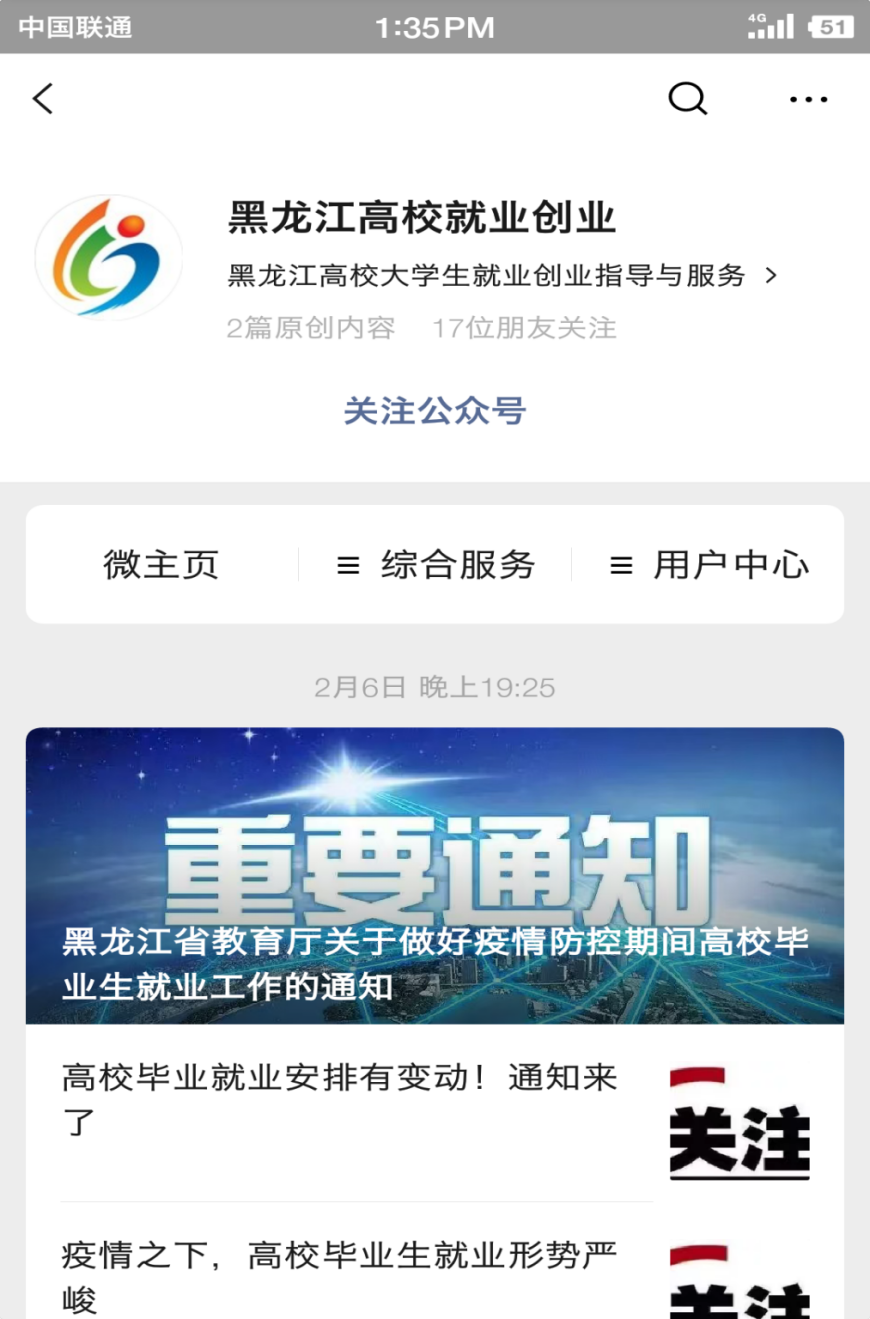 中国联通 1:35PM 4G 51
黑龙江高校就业创业
黑龙江高校大学生就业创业指导与服务
2篇原创内容 17位朋友关注
关注公众号
微主页 综合服务 用户中心
2月6日 晚上19:25
重要通知
黑龙江省教育厅关于做好疫情防控期间高校毕
业生就业工作的通知
高校毕业就业安排有变动！通知来
了
关注
疫情之下，高校毕业生就业形势严
峻
关注